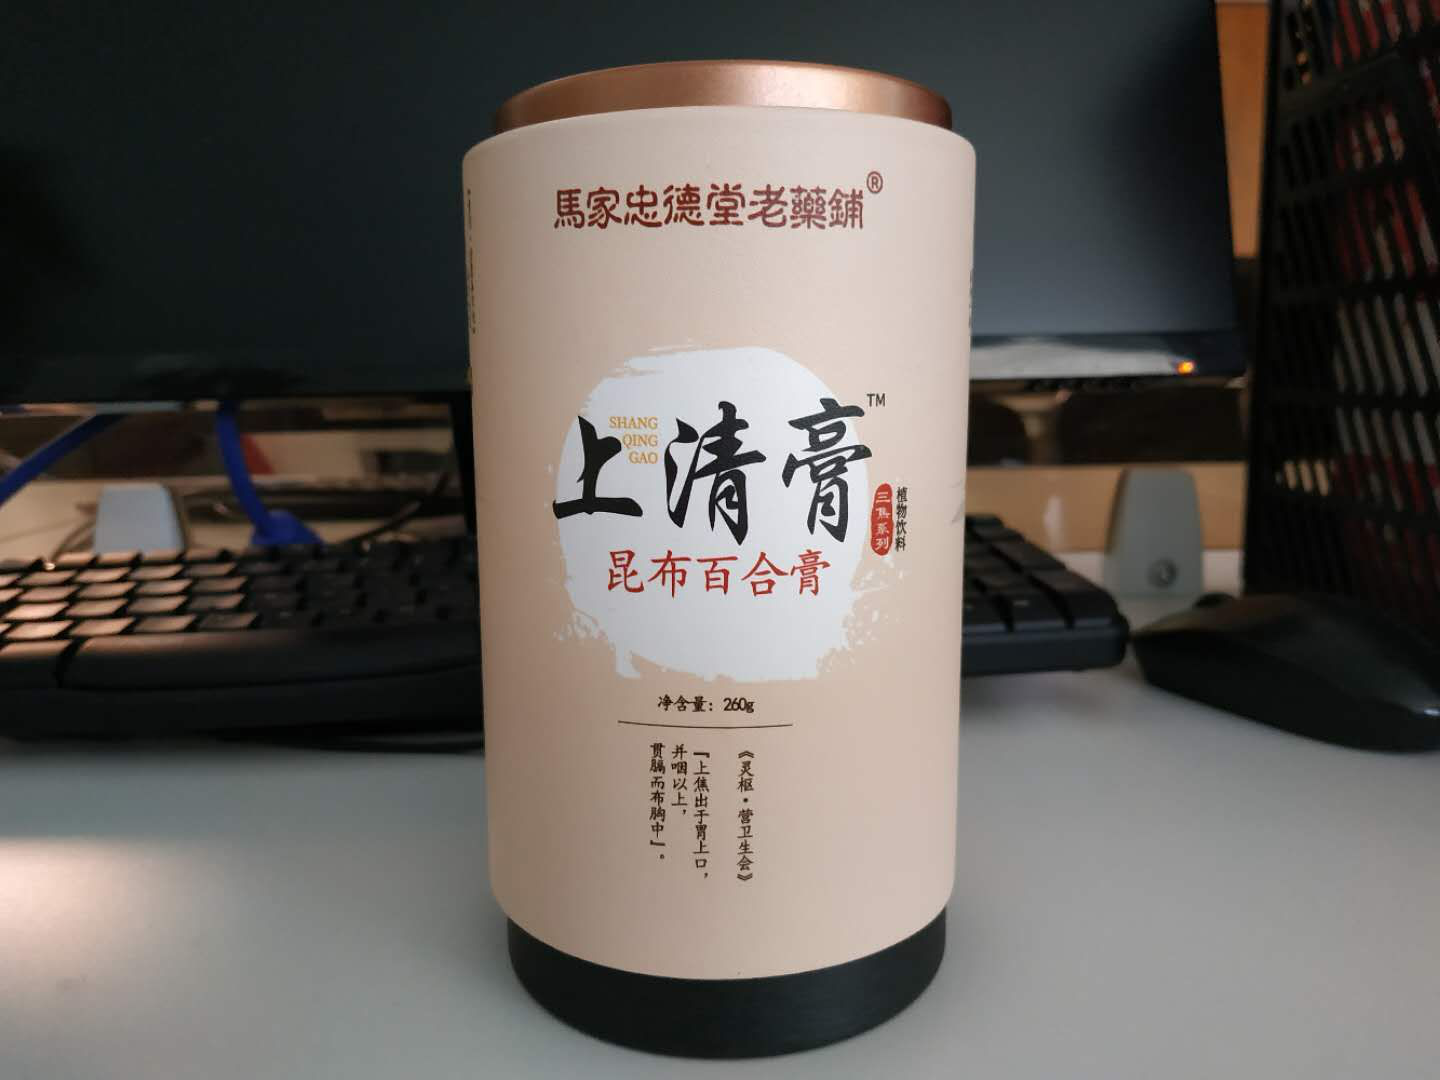 馬家忠德堂老藥鋪®
上清膏™
SHANG
QING
GAO
三焦系列
植物饮料
昆布百合膏
净含量：260g
《灵枢·营卫生会》
『上焦出于胃上口，
并咽以上，
贯膈而布胸中』。